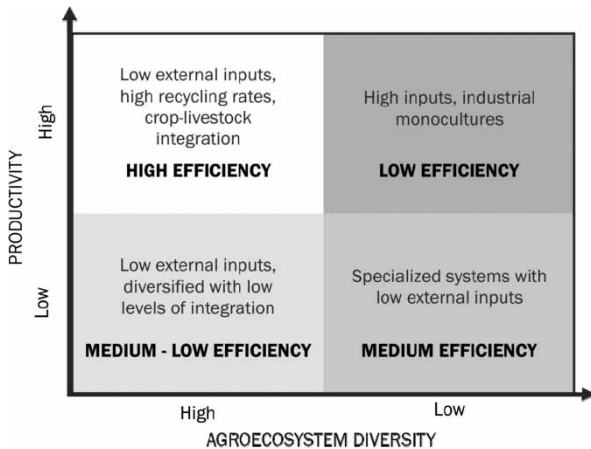 PRODUCTIVITY
High
Low
Low external inputs,
high recycling rates,
crop-livestock
integration
HIGH EFFICIENCY
High inputs, industrial
monocultures
LOW EFFICIENCY
Low external inputs,
diversified with low
levels of integration
MEDIUM - LOW EFFICIENCY
Specialized systems with
low external inputs
MEDIUM EFFICIENCY
High
Low
AGROECOSYSTEM DIVERSITY